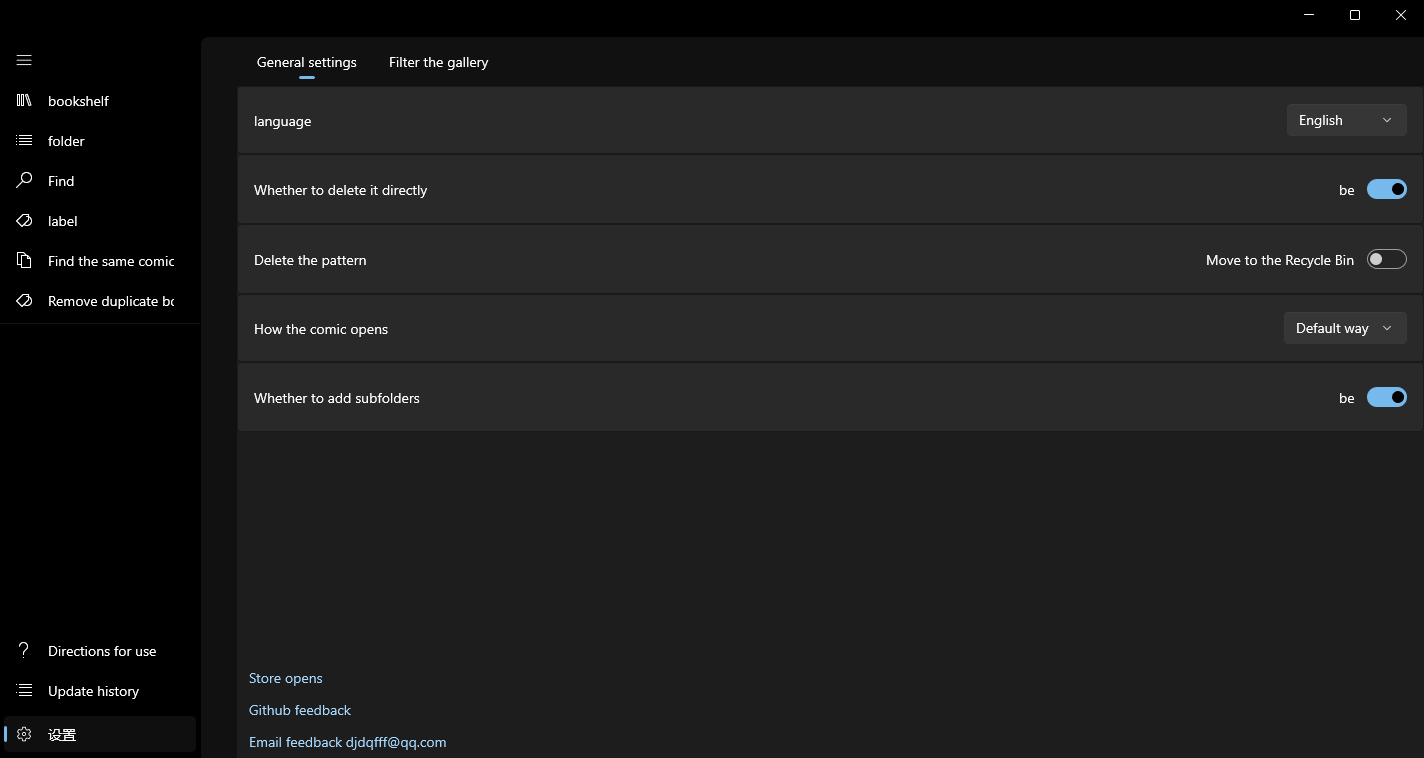 General settings
Filter the gallery
bookshelf
folder
Find
label
Find the same comic
Remove duplicate bo
language
English
Whether to delete it directly
be
Delete the pattern
Move to the Recycle Bin
How the comic opens
Default way
Whether to add subfolders
be
Directions for use
Update history
设置
Store opens
Github feedback
Email feedback djdqfff@qq.com